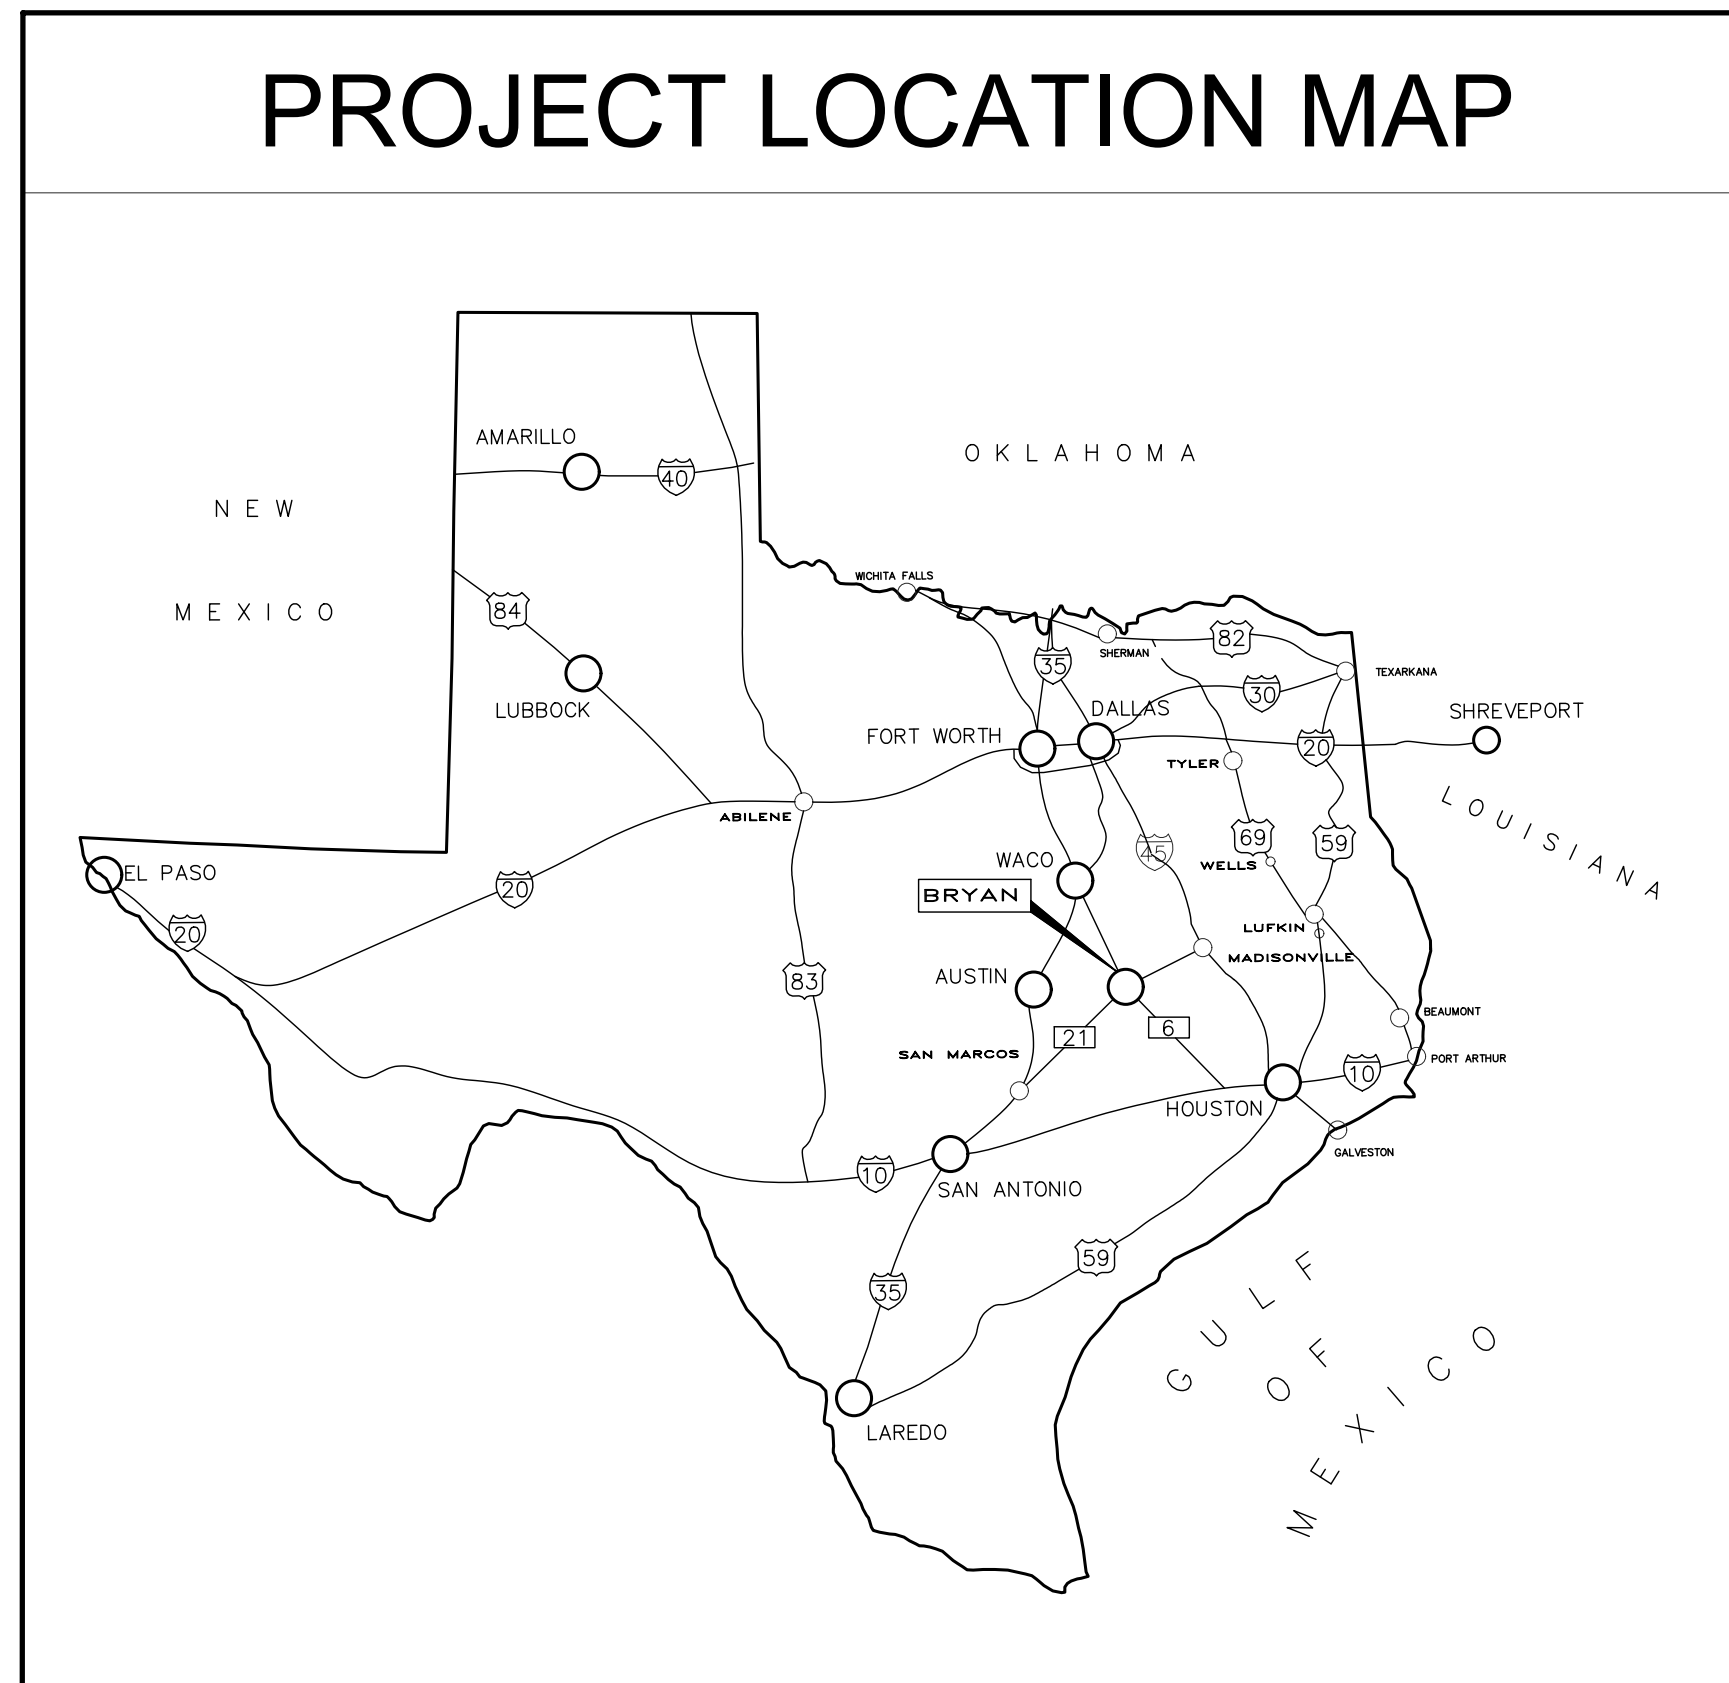 PROJECT LOCATION MAP
AMARILLO
OKLAHOMA
40
NEW
MEXICO
WICHITA FALLS
84
82
SHERMAN
35
TEXARKANA
30
LUBBOCK
DALLAS
SHREVEPORT
FORT WORTH
20
TYLER
LOUISIANA
ABILENE
69
59
45
WACO
WELLS
EL PASO
20
BRYAN
20
LUFKIN
MADISONVILLE
AUSTIN
83
BEAUMONT
6
21
SAN MARCOS
PORT ARTHUR
10
HOUSTON
GALVESTON
10
SAN ANTONIO
59
35
GULF
OF
MEXICO
LAREDO